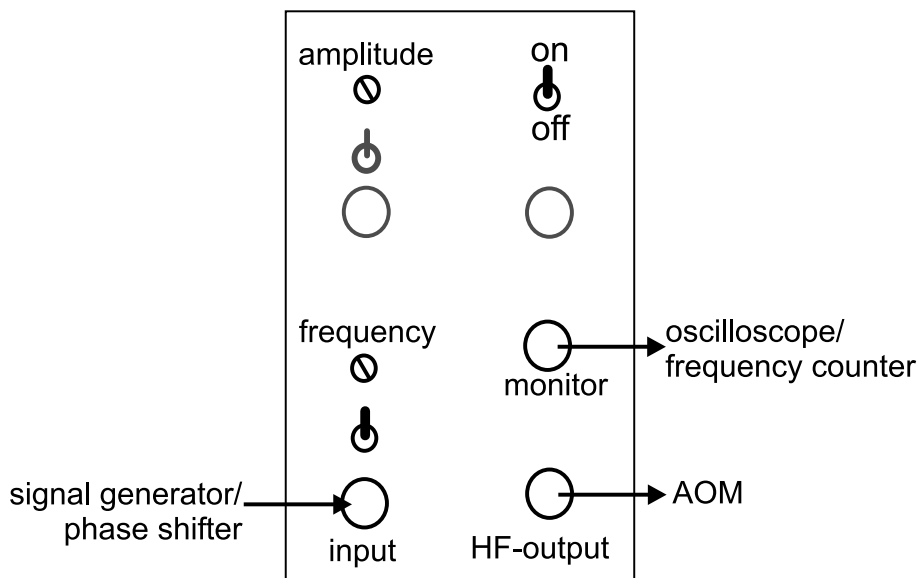 amplitude
on
off
frequency
oscilloscope/
frequency counter
monitor
signal generator/
phase shifter
AOM
input
HF-output